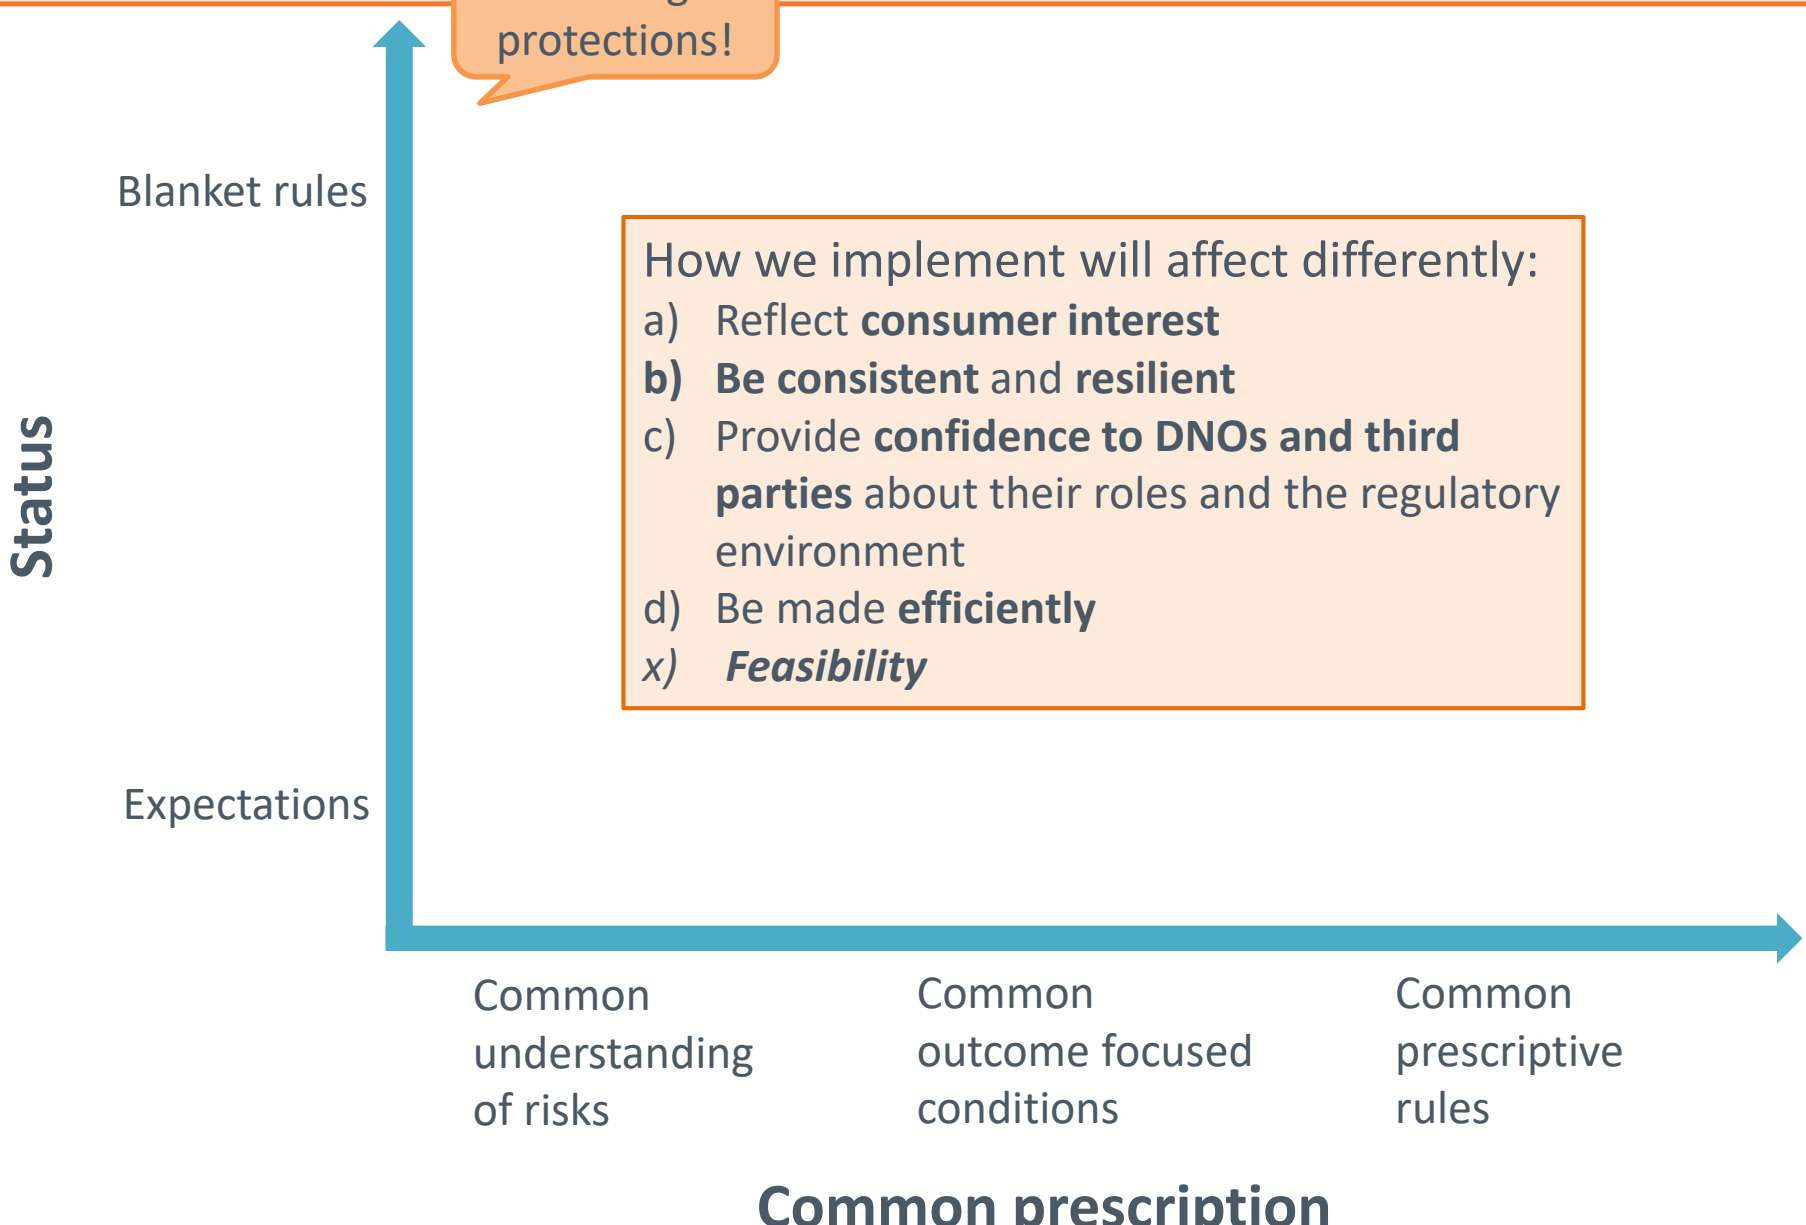 protections!
Blanket rules
How we implement will affect differently:
a) Reflect consumer interest
b) Be consistent and resilient
c) Provide confidence to DNOs and third
parties about their roles and the regulatory
environment
d) Be made efficiently
x) Feasibility
Status
Expectations
Common
understanding
of risks
Common
outcome focused
conditions
Common
prescriptive
rules
Common prescription